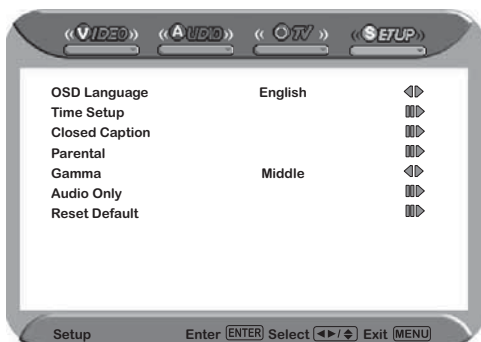 VIDEO AUDIO TV SETUP
OSD Language English
Time Setup
Closed Caption
Parental
Gamma Middle
Audio Only
Reset Default
Setup Enter ENTER Select ◄►/♦ Exit MENU